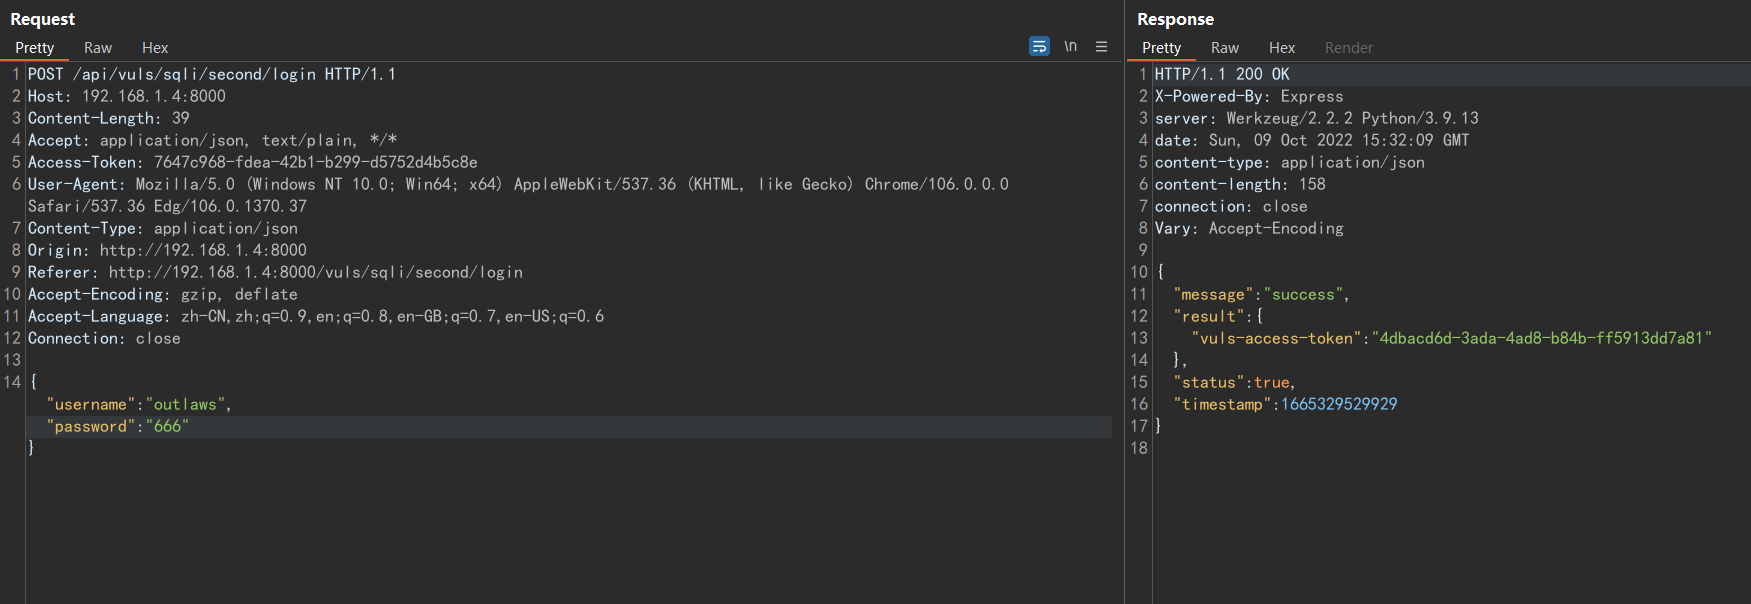 Request
Pretty Raw Hex
\n
1 POST /api/vuls/sqli/second/login HTTP/1.1
2 Host: 192.168.1.4:8000
3 Content-Length: 39
4 Accept: application/json, text/plain, */*
5 Access-Token: 7647c968-fdea-42b1-b299-d5752d4b5c8e
6 User-Agent: Mozilla/5.0 (Windows NT 10.0; Win64; x64) AppleWebKit/537.36 (KHTML, like Gecko) Chrome/106.0.0.0
Safari/537.36 Edg/106.0.1370.37
7 Content-Type: application/json
8 Origin: http://192.168.1.4:8000
9 Referer: http://192.168.1.4:8000/vuls/sqli/second/login
10 Accept-Encoding: gzip, deflate
11 Accept-Language: zh-CN,zh;q=0.9,en;q=0.8,en-GB;q=0.7,en-US;q=0.6
12 Connection: close
13
14 {
"username":"outlaws",
"password":"666"
}
Response
Pretty Raw Hex Render
1 HTTP/1.1 200 OK
2 X-Powered-By: Express
3 server: Werkzeug/2.2.2 Python/3.9.13
4 date: Sun, 09 Oct 2022 15:32:09 GMT
5 content-type: application/json
6 content-length: 158
7 connection: close
8 Vary: Accept-Encoding
9
10 {
11 "message":"success",
12 "result":{
13 "vuls-access-token":"4dbacd6d-3ada-4ad8-b84b-ff5913dd7a81"
14 },
15 "status":true,
16 "timestamp":1665329529929
17 }
18